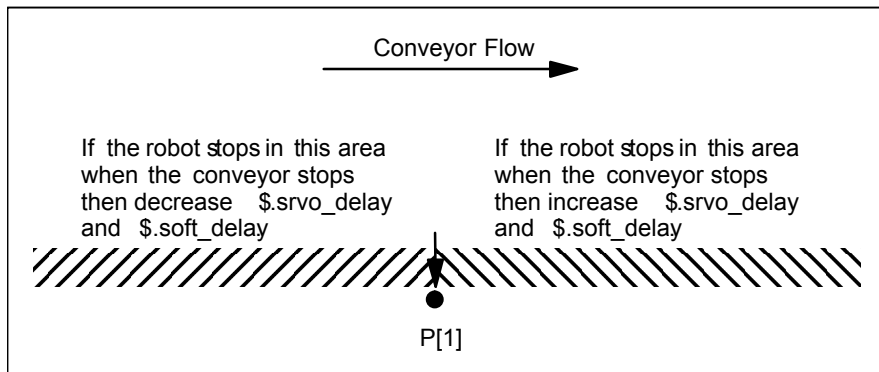 Conveyor Flow
If the robot stops in this area
when the conveyor stops
then decrease $.srvo_delay
and $.soft_delay
If the robot stops in this area
when the conveyor stops
then increase $.srvo_delay
and $.soft_delay
P[1]